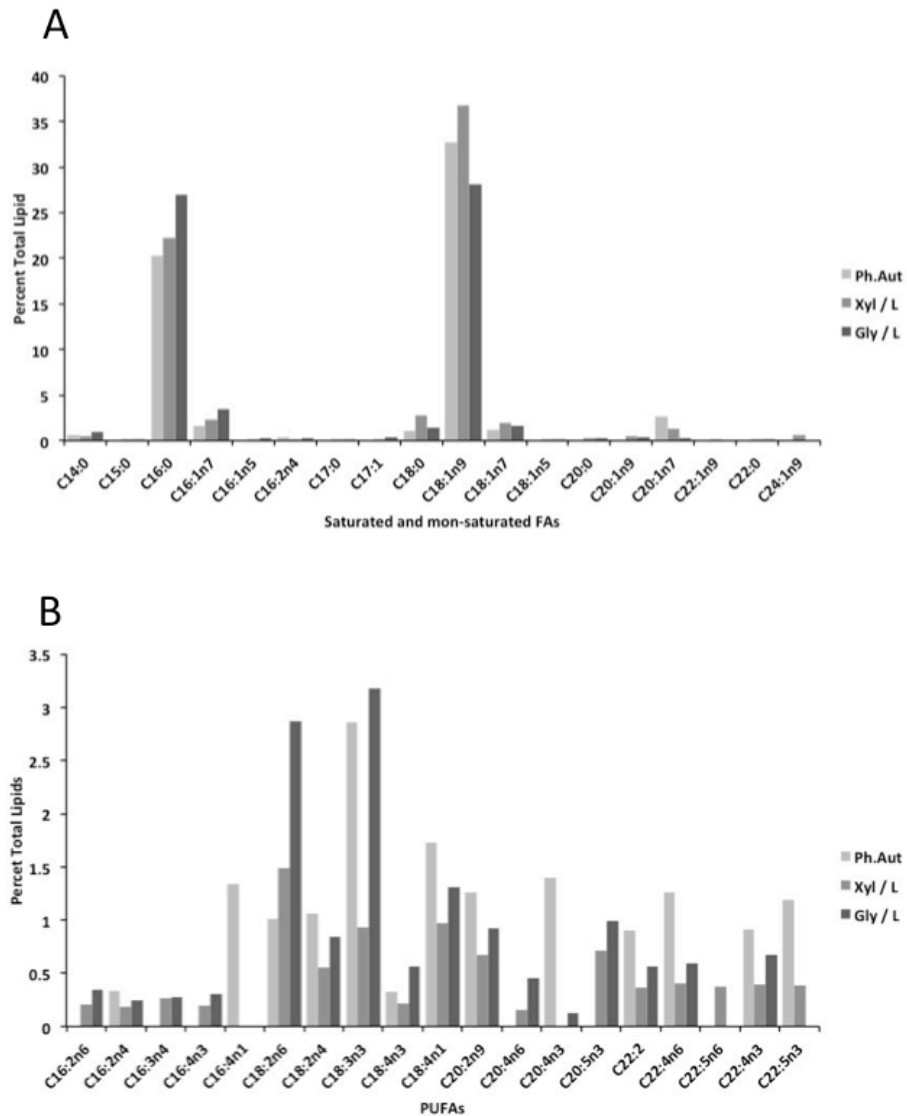 A
40
35
30
25
20
15
10
5
0
Percent Total Lipid
C14:0 C15:0 C16:0 C16:1n7 C16:1n5 C16:2n4 C17:0 C17:1 C18:0 C18:1n9 C18:1n7 C18:1n5 C20:0 C20:1n9 C20:1n7 C22:1n9 C22:0 C24:1n9
Saturated and mon-saturated FAs
Ph.Aut
Xyl / L
Gly / L
B
3.5
3
2.5
2
1.5
1
0.5
0
Percet Total Lipids
C16:2n6 C16:2n4 C16:3n4 C16:4n3 C16:4n1 C18:2n6 C18:2n4 C18:3n3 C18:4n3 C18:4n1 C20:2n9 C20:4n6 C20:4n3 C20:5n3 C22:2 C22:4n6 C22:5n6 C22:4n3 C22:5n3
PUFAs
Ph.Aut
Xyl / L
Gly / L